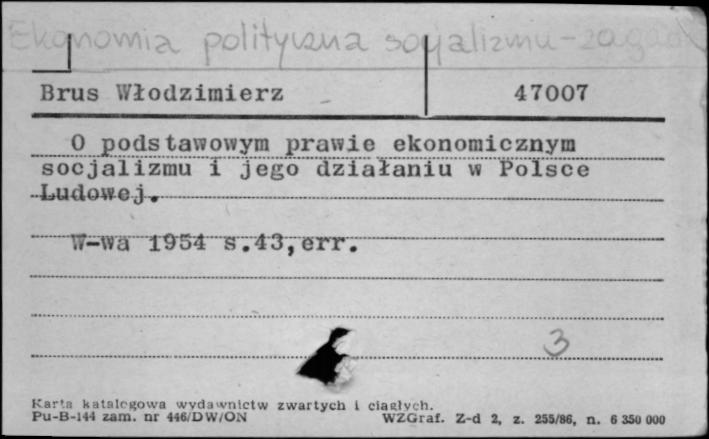 Ekonomia polityczna socjalizmu - zagad
Brus Włodzimierz 47007
O podstawowym prawie ekonomicznym
socjalizmu i jego działaniu w Polsce
Ludowej.
W-wa 1954 s.43,err.
3
Karta katalogowa wydawnictw zwartych i ciągłych.
Pu-B-144 zam. nr 446/DW/ON WZGraf. Z-d 2, z. 255/86, n. 6 350 000